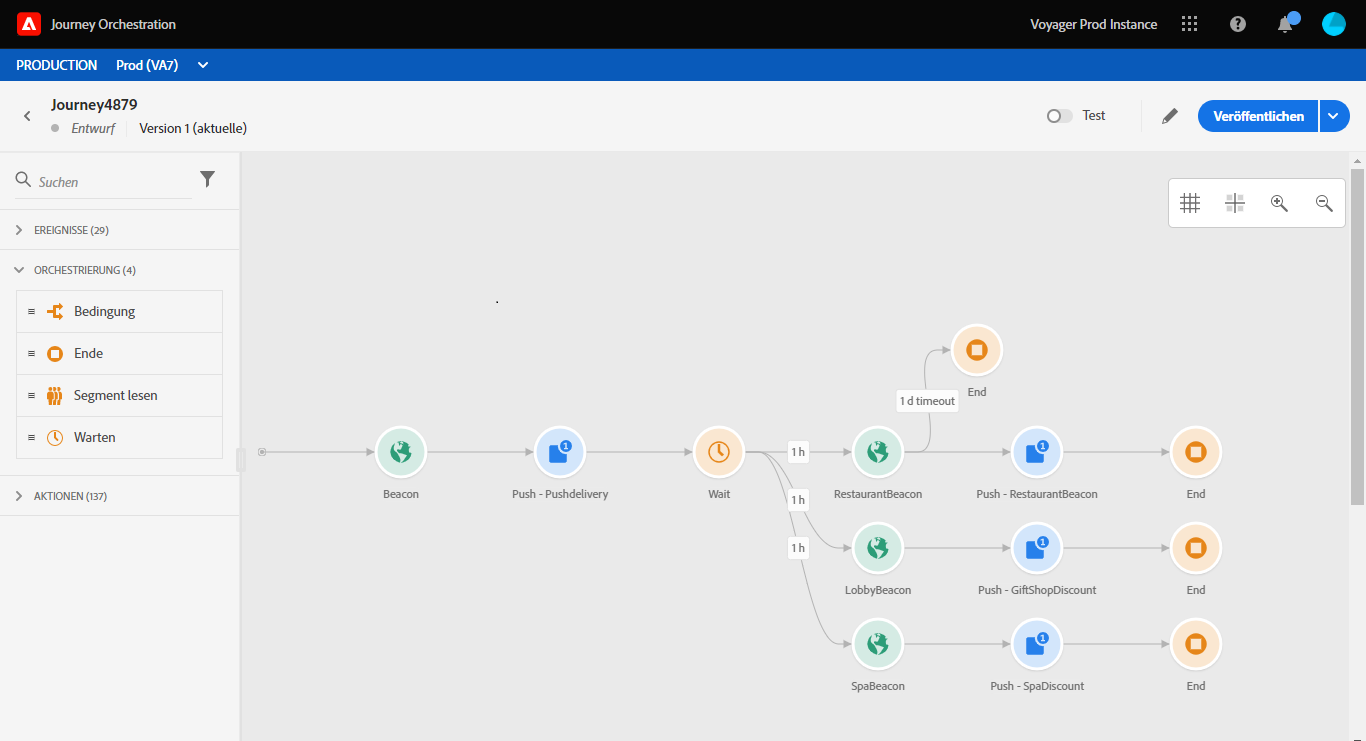 Journey Orchestration
Voyager Prod Instance
PRODUCTION Prod (VA7)
Journey4879
Entwurf Version 1 (aktuelle)
Test
Veröffentlichen
Suchen
EREIGNISSE (29)
ORCHESTRIERUNG (4)
Bedingung
Ende
Segment lesen
Warten
AKTIONEN (137)
End
1 d timeout
1 h
1
1
Beacon
Push - Pushdelivery
Wait
RestaurantBeacon
Push - RestaurantBeacon
End
1 h
1 h
1
LobbyBeacon
Push - GiftShopDiscount
End
1
SpaBeacon
Push - SpaDiscount
End